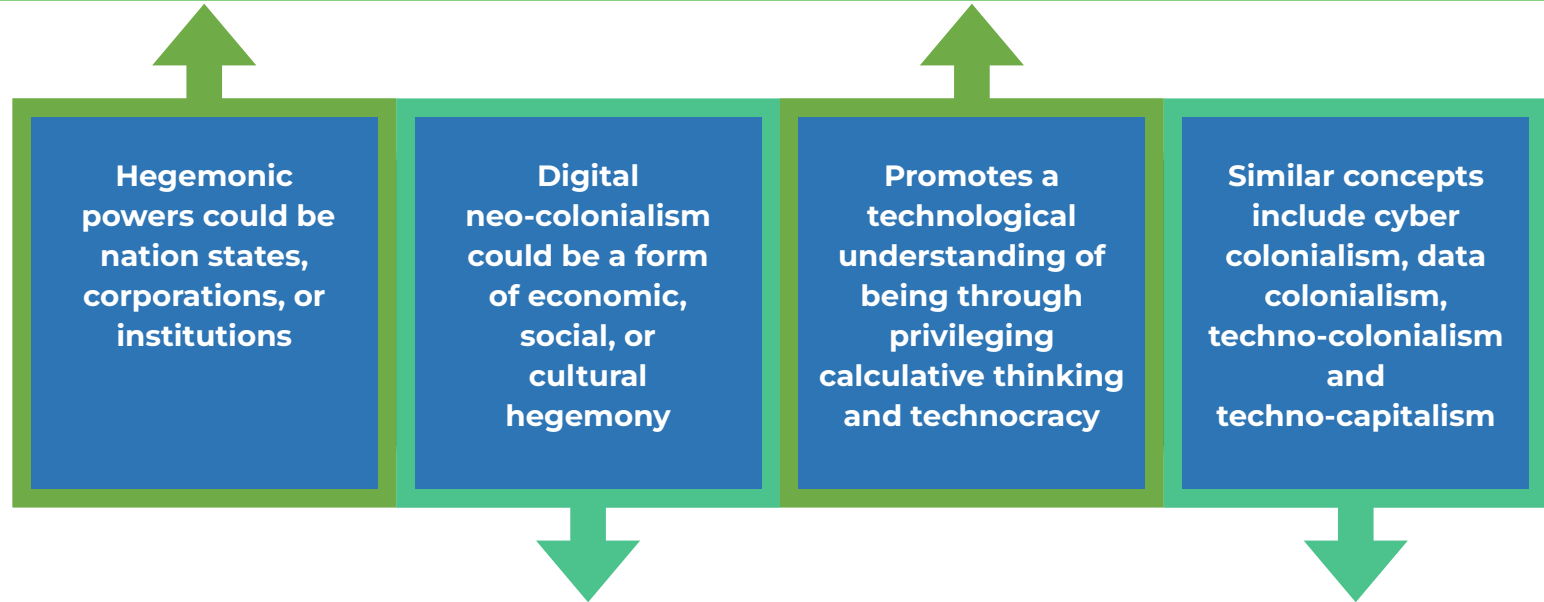 Hegemonic
powers could be
nation states,
corporations, or
institutions
Digital
neo-colonialism
could be a form
of economic,
social, or
cultural
hegemony
Promotes a
technological
understanding of
being through
privileging
calculative thinking
and technocracy
Similar concepts
include cyber
colonialism, data
colonialism,
techno-colonialism
and
techno-capitalism